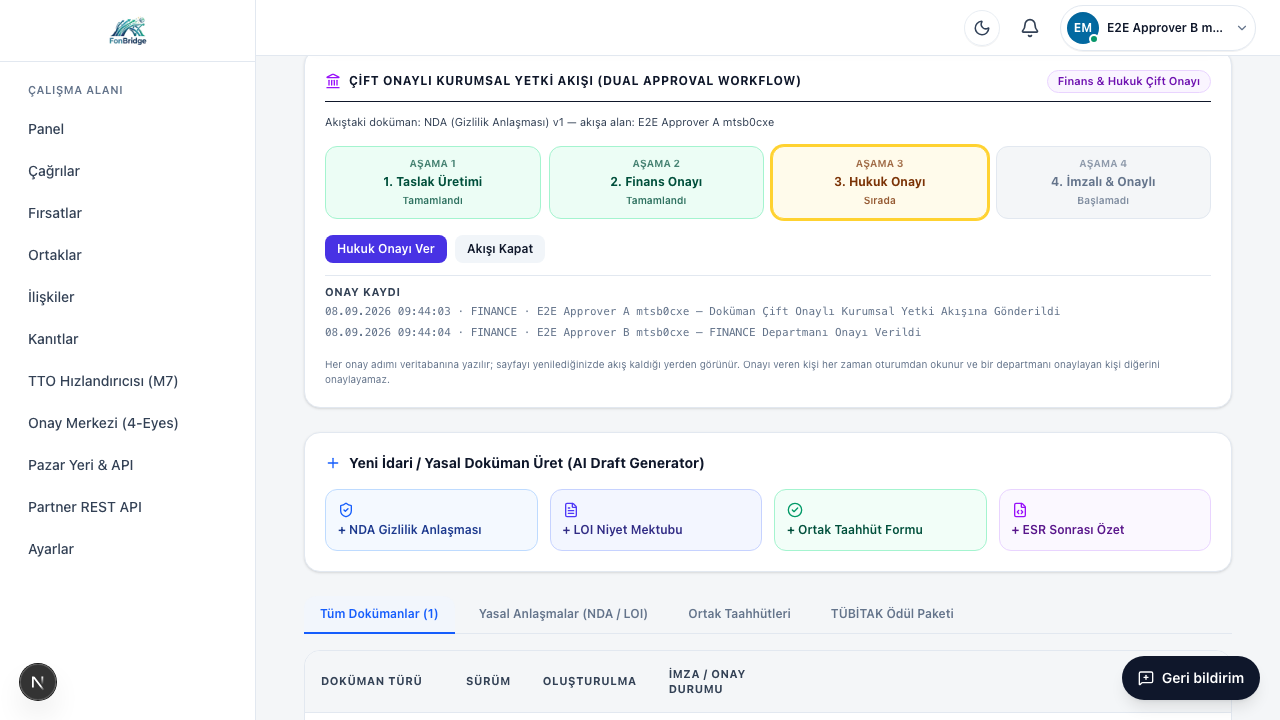 FonBridge
EM
E2E Approver B m...
ÇALIŞMA ALANI
Panel
Çağrılar
Fırsatlar
Ortaklar
İlişkiler
Kanıtlar
TTO Hızlandırıcısı (M7)
Onay Merkezi (4-Eyes)
Pazar Yeri & API
Partner REST API
Ayarlar
N
ÇİFT ONAYLI KURUMSAL YETKİ AKIŞI (DUAL APPROVAL WORKFLOW)
Finans & Hukuk Çift Onayı
Akıştaki doküman: NDA (Gizlilik Anlaşması) v1 — akışa alan: E2E Approver A mtsb0cxe
AŞAMA 1
1. Taslak Üretimi
Tamamlandı
AŞAMA 2
2. Finans Onayı
Tamamlandı
AŞAMA 3
3. Hukuk Onayı
Sırada
AŞAMA 4
4. İmzalı & Onaylı
Başlamadı
Hukuk Onayı Ver
Akışı Kapat
ONAY KAYDI
08.09.2026 09:44:03 · FINANCE · E2E Approver A mtsb0cxe — Doküman Çift Onaylı Kurumsal Yetki Akışına Gönderildi
08.09.2026 09:44:04 · FINANCE · E2E Approver B mtsb0cxe — FINANCE Departmanı Onayı Verildi
Her onay adımı veritabanına yazılır; sayfayı yenilediğinizde akış kaldığı yerden görünür. Onayı veren kişi her zaman oturumdan okunur ve bir departmanı onaylayan kişi diğerini
onaylayamaz.
Yeni İdari / Yasal Doküman Üret (AI Draft Generator)
+ NDA Gizlilik Anlaşması
+ LOI Niyet Mektubu
+ Ortak Taahhüt Formu
+ ESR Sonrası Özet
Tüm Dokümanlar (1)
Yasal Anlaşmalar (NDA / LOI)
Ortak Taahhütleri
TÜBİTAK Ödül Paketi
DOKÜMAN TÜRÜ
SÜRÜM
OLUŞTURULMA
İMZA / ONAY
DURUMU
Geri bildirim